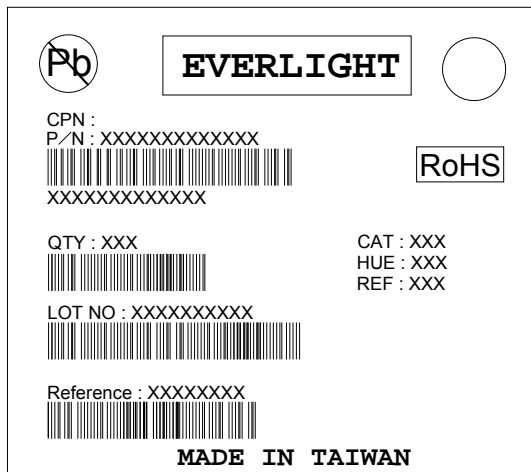 Pb
EVERLIGHT
CPN :
P/N : XXXXXXXXXXXXX
RoHS
XXXXXXXXXXXXX
QTY : XXX
CAT : XXX
HUE : XXX
REF : XXX
LOT NO : XXXXXXXXXX
Reference : XXXXXXXX
MADE IN TAIWAN